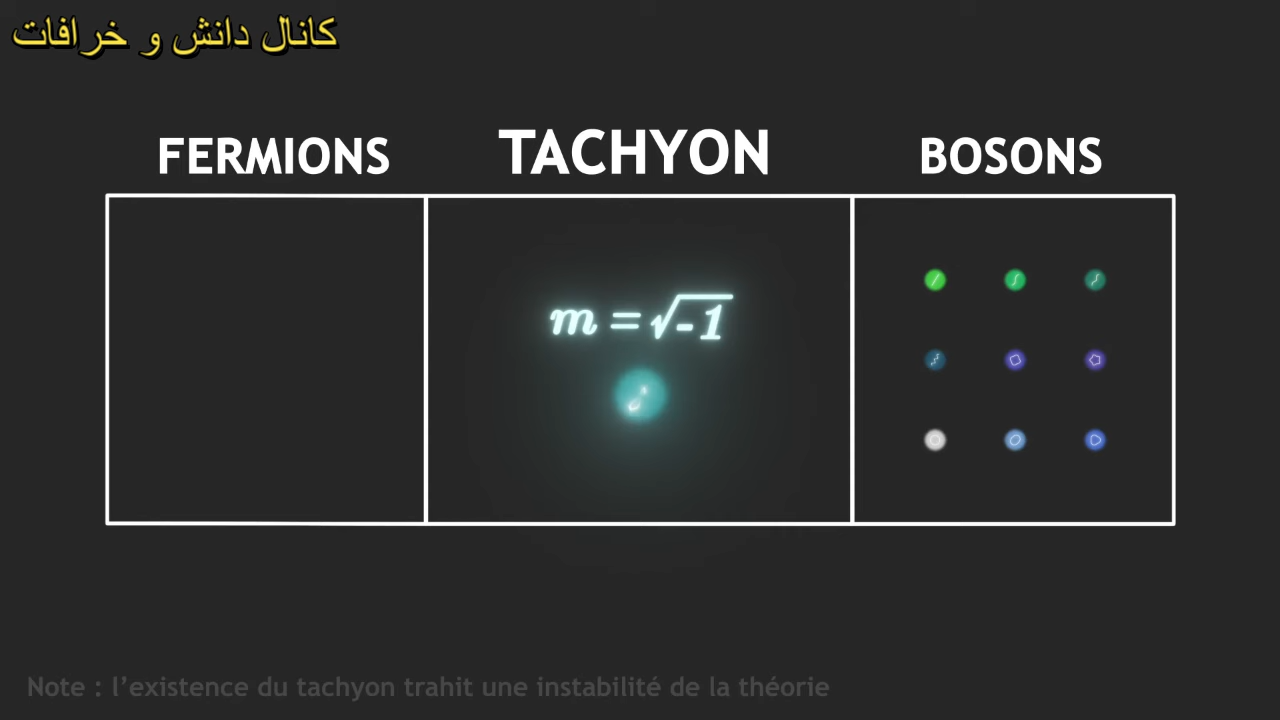 کانال دانش و خرافات
FERMIONS TACHYON BOSONS
m = √-1
Note : l’existence du tachyon trahit une instabilité de la théorie